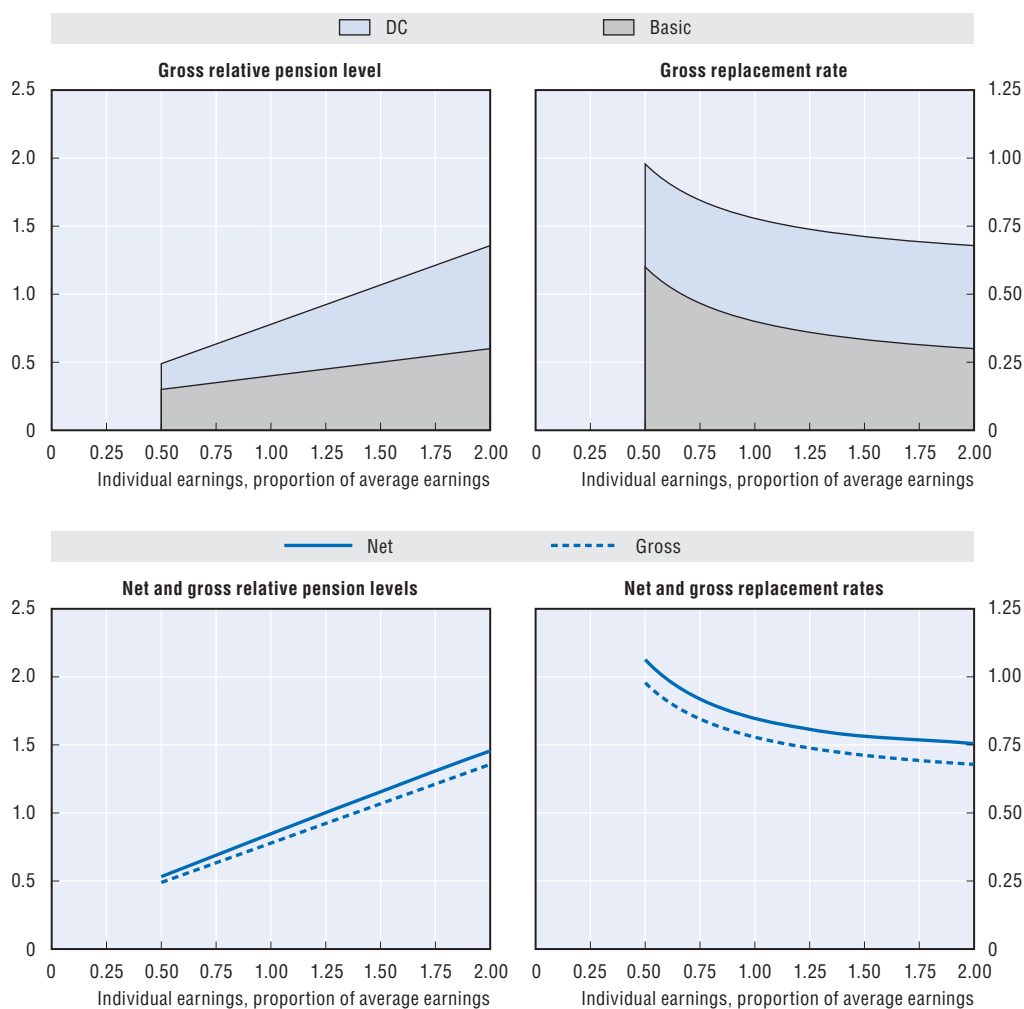 DC Basic
Gross relative pension level
2.5
2.0
1.5
1.0
0.5
0
0 0.25 0.50 0.75 1.00 1.25 1.50 1.75 2.00
Individual earnings, proportion of average earnings
Gross replacement rate
1.25
1.00
0.75
0.50
0.25
0
0 0.25 0.50 0.75 1.00 1.25 1.50 1.75 2.00
Individual earnings, proportion of average earnings
Net Gross
Net and gross relative pension levels
2.5
2.0
1.5
1.0
0.5
0
0 0.25 0.50 0.75 1.00 1.25 1.50 1.75 2.00
Individual earnings, proportion of average earnings
Net and gross replacement rates
1.25
1.00
0.75
0.50
0.25
0
0 0.25 0.50 0.75 1.00 1.25 1.50 1.75 2.00
Individual earnings, proportion of average earnings